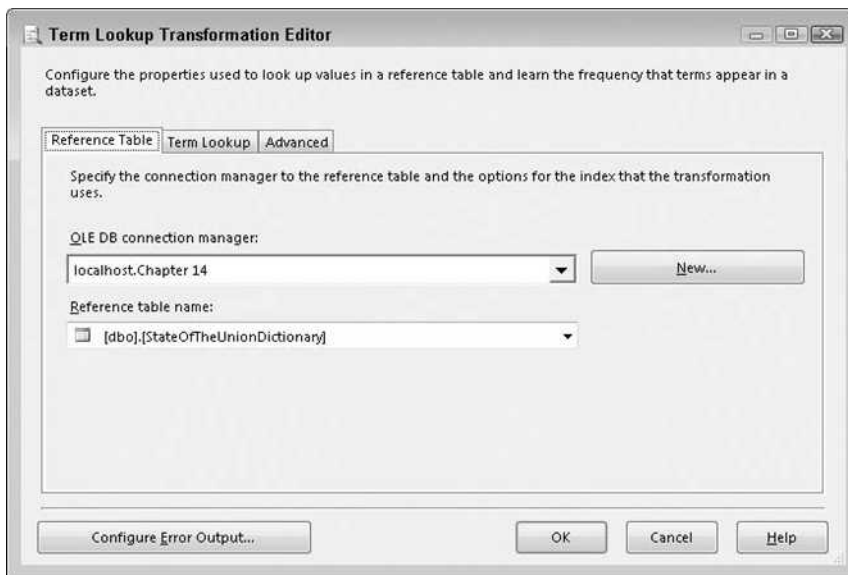 Term Lookup Transformation Editor
Configure the properties used to look up values in a reference table and learn the frequency that terms appear in a
dataset.
Reference Table Term Lookup Advanced
Specify the connection manager to the reference table and the options for the index that the transformation
uses.
OLE DB connection manager:
localhost.Chapter 14 New...
Reference table name:
[dbo].[StateOfTheUnionDictionary]
Configure Error Output... OK Cancel Help